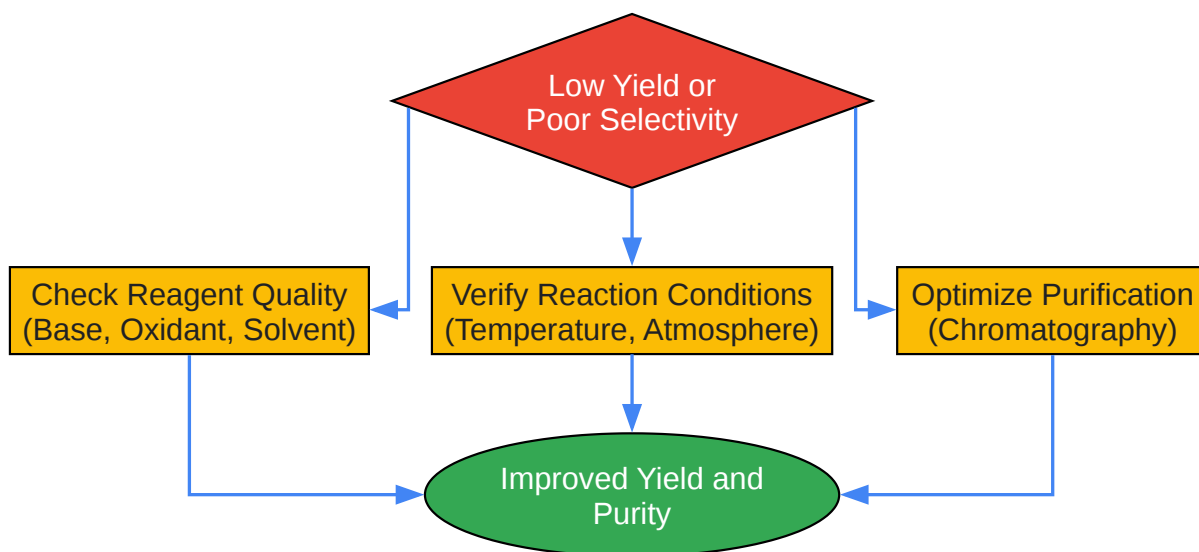 Low Yield or
Poor Selectivity
Check Reagent Quality
(Base, Oxidant, Solvent)
Verify Reaction Conditions
(Temperature, Atmosphere)
Optimize Purification
(Chromatography)
Improved Yield and
Purity